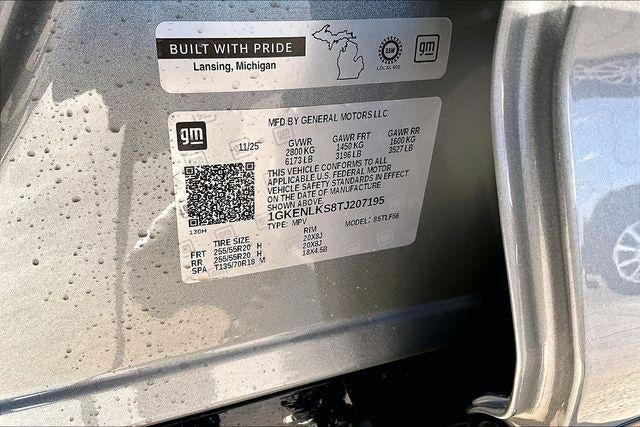 BUILT WITH PRIDE
Lansing, Michigan
UAW
LOCAL 602
gm
gm
MFD BY GENERAL MOTORS LLC
11/25 GVWR GAWR FRT GAWR RR
2800 KG 1450 KG 1600 KG
6173 LB 3196 LB 3527 LB
THIS VEHICLE CONFORMS TO ALL
APPLICABLE U.S. FEDERAL MOTOR
VEHICLE SAFETY STANDARDS IN EFFECT
ON THE DATE OF MANUFACTURE
SHOWN ABOVE.
1GKENLKS8TJ207195
TYPE: MPV MODEL: 8STLF56
130H
TIRE SIZE RIM
FRT 255/55R20 H 20X8J
RR 255/55R20 H 20X8J
SPA T135/70R18 M 18X4.5B